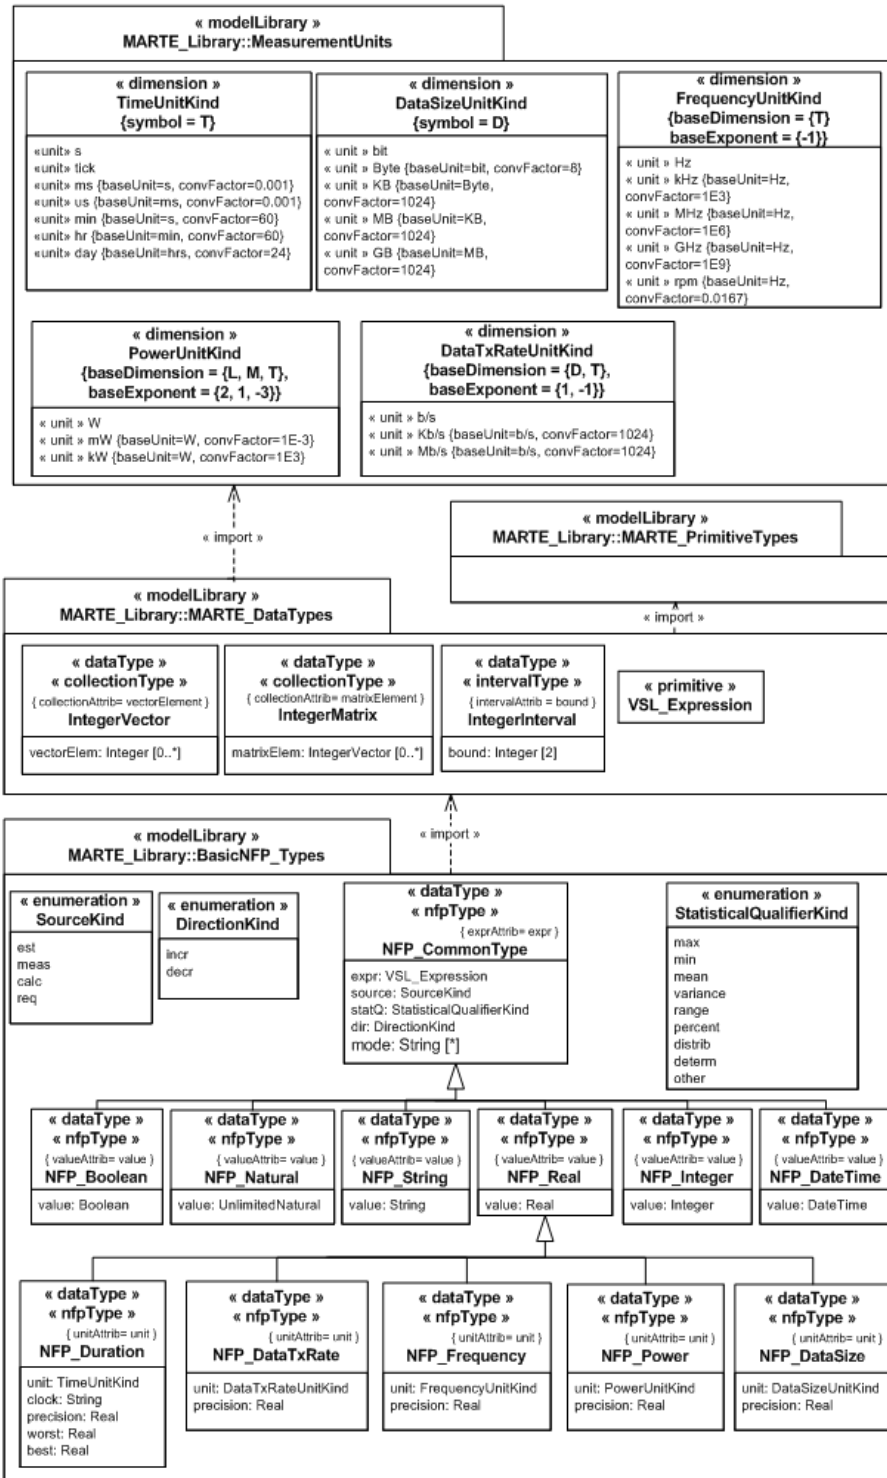 « modelLibrary »
MARTE_Library::MeasurementUnits
« dimension »
TimeUnitKind
{symbol = T}
«unit» s
«unit» tick
«unit» ms {baseUnit=s, convFactor=0.001}
«unit» us {baseUnit=ms, convFactor=0.001}
«unit» min {baseUnit=s, convFactor=60}
«unit» hr {baseUnit=min, convFactor=60}
«unit» day {baseUnit=hrs, convFactor=24}
« dimension »
DataSizeUnitKind
{symbol = D}
« unit » bit
« unit » Byte {baseUnit=bit, convFactor=8}
« unit » KB {baseUnit=Byte,
convFactor=1024}
« unit » MB {baseUnit=KB,
convFactor=1024}
« unit » GB {baseUnit=MB,
convFactor=1024}
« dimension »
FrequencyUnitKind
{baseDimension = {T}
baseExponent = {-1}}
« unit » Hz
« unit » kHz {baseUnit=Hz,
convFactor=1E3}
« unit » MHz {baseUnit=Hz,
convFactor=1E6}
« unit » GHz {baseUnit=Hz,
convFactor=1E9}
« unit » rpm {baseUnit=Hz,
convFactor=0.0167}
« dimension »
PowerUnitKind
{baseDimension = {L, M, T},
baseExponent = {2, 1, -3}}
« unit » W
« unit » mW {baseUnit=W, convFactor=1E-3}
« unit » kW {baseUnit=W, convFactor=1E3}
« dimension »
DataTxRateUnitKind
{baseDimension = {D, T},
baseExponent = {1, -1}}
« unit » b/s
« unit » Kb/s {baseUnit=b/s, convFactor=1024}
« unit » Mb/s {baseUnit=b/s, convFactor=1024}
« import »
« modelLibrary »
MARTE_Library::MARTE_PrimitiveTypes
« import »
« modelLibrary »
MARTE_Library::MARTE_DataTypes
« dataType »
« collectionType »
{ collectionAttrib= vectorElement }
IntegerVector
vectorElem: Integer [0..*]
« dataType »
« collectionType »
{ collectionAttrib= matrixElement }
IntegerMatrix
matrixElem: IntegerVector [0..*]
« dataType »
« intervalType »
{ intervalAttrib = bound }
IntegerInterval
bound: Integer [2]
« primitive »
VSL_Expression
« import »
« modelLibrary »
MARTE_Library::BasicNFP_Types
« enumeration »
SourceKind
est
meas
calc
req
« enumeration »
DirectionKind
incr
decr
« dataType »
« nfpType »
{ exprAttrib= expr }
NFP_CommonType
expr: VSL_Expression
source: SourceKind
statQ: StatisticalQualifierKind
dir: DirectionKind
mode: String [*]
« enumeration »
StatisticalQualifierKind
max
min
mean
variance
range
percent
distrib
determ
other
« dataType »
« nfpType »
{ valueAttrib= value }
NFP_Boolean
value: Boolean
« dataType »
« nfpType »
{ valueAttrib= value }
NFP_Natural
value: UnlimitedNatural
« dataType »
« nfpType »
{ valueAttrib= value }
NFP_String
value: String
« dataType »
« nfpType »
{ valueAttrib= value }
NFP_Real
value: Real
« dataType »
« nfpType »
{ valueAttrib= value }
NFP_Integer
value: Integer
« dataType »
« nfpType »
{ valueAttrib= value }
NFP_DateTime
value: DateTime
« dataType »
« nfpType »
{ unitAttrib= unit }
NFP_Duration
unit: TimeUnitKind
clock: String
precision: Real
worst: Real
best: Real
« dataType »
« nfpType »
{ unitAttrib= unit }
NFP_DataTxRate
unit: DataTxRateUnitKind
precision: Real
« dataType »
« nfpType »
{ unitAttrib= unit }
NFP_Frequency
unit: FrequencyUnitKind
precision: Real
« dataType »
« nfpType »
{ unitAttrib= unit }
NFP_Power
unit: PowerUnitKind
precision: Real
« dataType »
« nfpType »
{ unitAttrib= unit }
NFP_DataSize
unit: DataSizeUnitKind
precision: Real